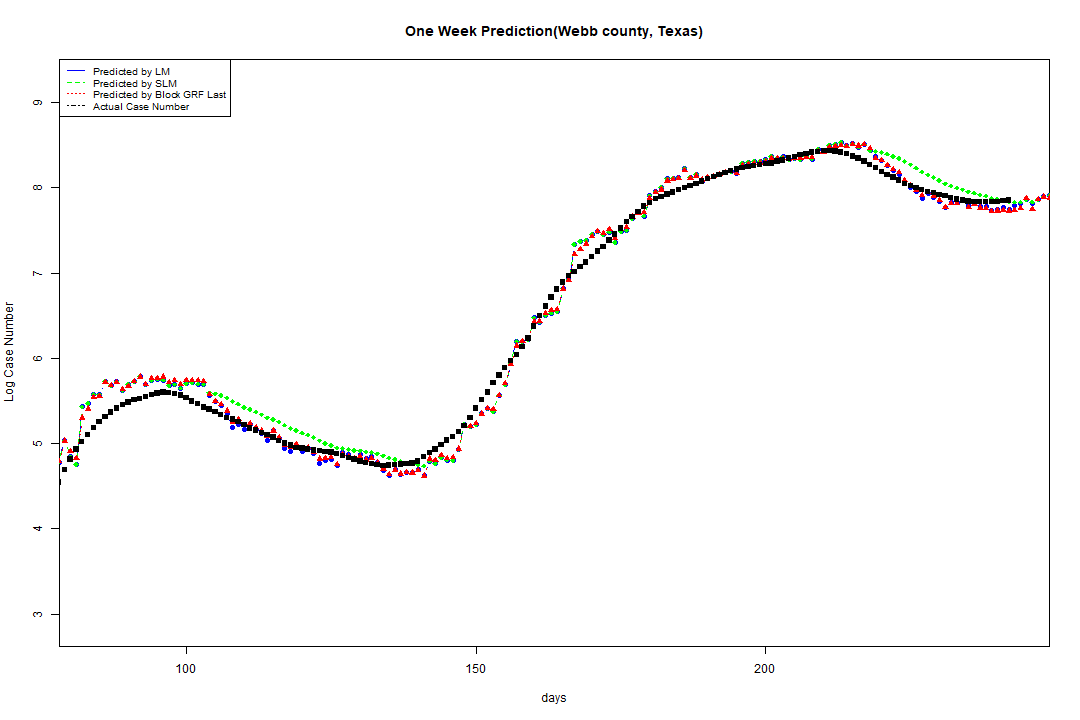 One Week Prediction(Webb county, Texas)
Predicted by LM
Predicted by SLM
Predicted by Block GRF Last
Actual Case Number
9
8
7
6
5
4
3
Log Case Number
100 150 200
days